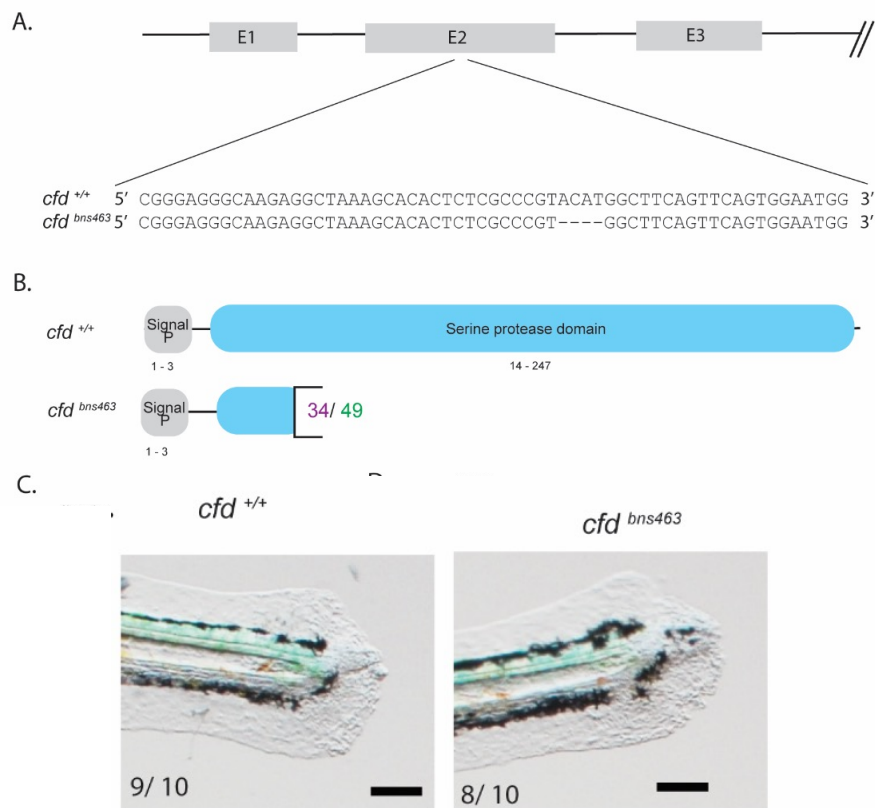 A.
E1 E2 E3
cfd +/+ 5' CGGGAGGGCAAGAGGCTAAAGCACACTCTCGCCCGTACATGGCTTCAGTTCAGTGGAATGG 3'
cfd bns463 5' CGGGAGGGCAAGAGGCTAAAGCACACTCTCGCCCGT----GGCTTCAGTTCAGTGGAATGG 3'
B.
cfd +/+ Signal P Serine protease domain
1 - 3 14 - 247
cfd bns463 Signal P 34/ 49
1 - 3
C.
cfd +/+ cfd bns463
9/ 10 8/ 10